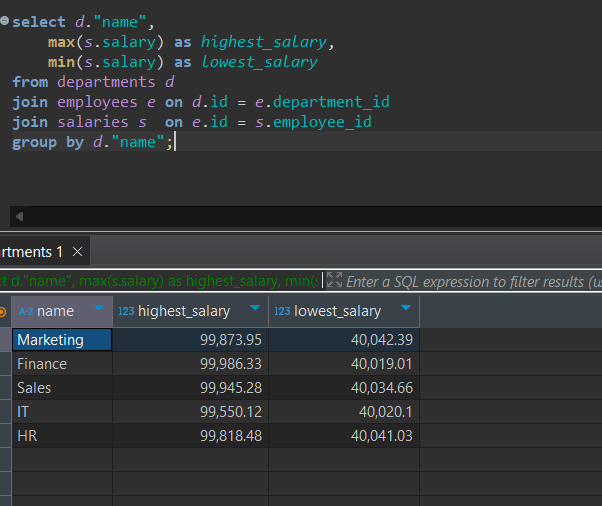 select d."name",
max(s.salary) as highest_salary,
min(s.salary) as lowest_salary
from departments d
join employees e on d.id = e.department_id
join salaries s on e.id = s.employee_id
group by d."name";
rtments 1
ct d."name", max(s.salary) as highest_salary, min(s Enter a SQL expression to filter results (u
A-Z name 123 highest_salary 123 lowest_salary
Marketing 99,873.95 40,042.39
Finance 99,986.33 40,019.01
Sales 99,945.28 40,034.66
IT 99,550.12 40,020.1
HR 99,818.48 40,041.03